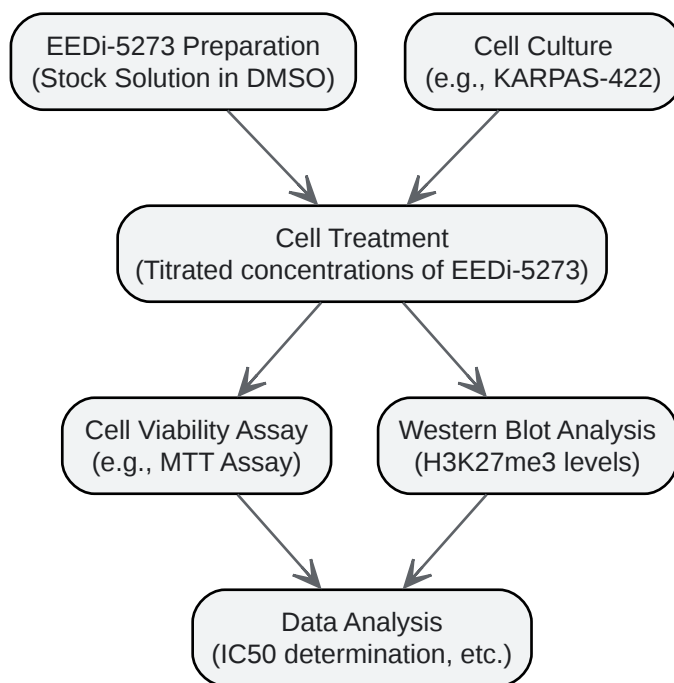 EEDi-5273 Preparation
(Stock Solution in DMSO)
Cell Culture
(e.g., KARPAS-422)
Cell Treatment
(Titrated concentrations of EEDi-5273)
Cell Viability Assay
(e.g., MTT Assay)
Western Blot Analysis
(H3K27me3 levels)
Data Analysis
(IC50 determination, etc.)